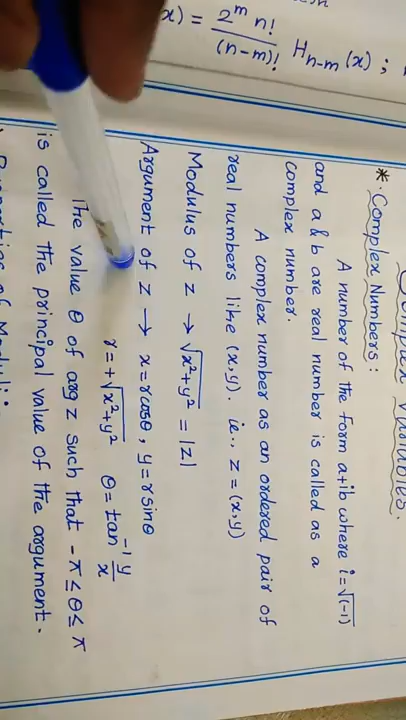 x) = 2^m n! / (n-m)! H_{n-m} (x) ;
Variables.
* Complex Numbers :
A number of the form a+ib where i = √(-1)
and a & b are real number is called as a
complex number.
A complex number as an ordered pair of
real numbers like (x,y). ie., z = (x,y)
Modulus of z → √x²+y² = |z|
Argument of z → x = r cosθ , y = r sinθ
r = + √x²+y² θ = tan⁻¹ y/x
The value θ of arg z such that -π ≤ θ ≤ π
is called the principal value of the argument.